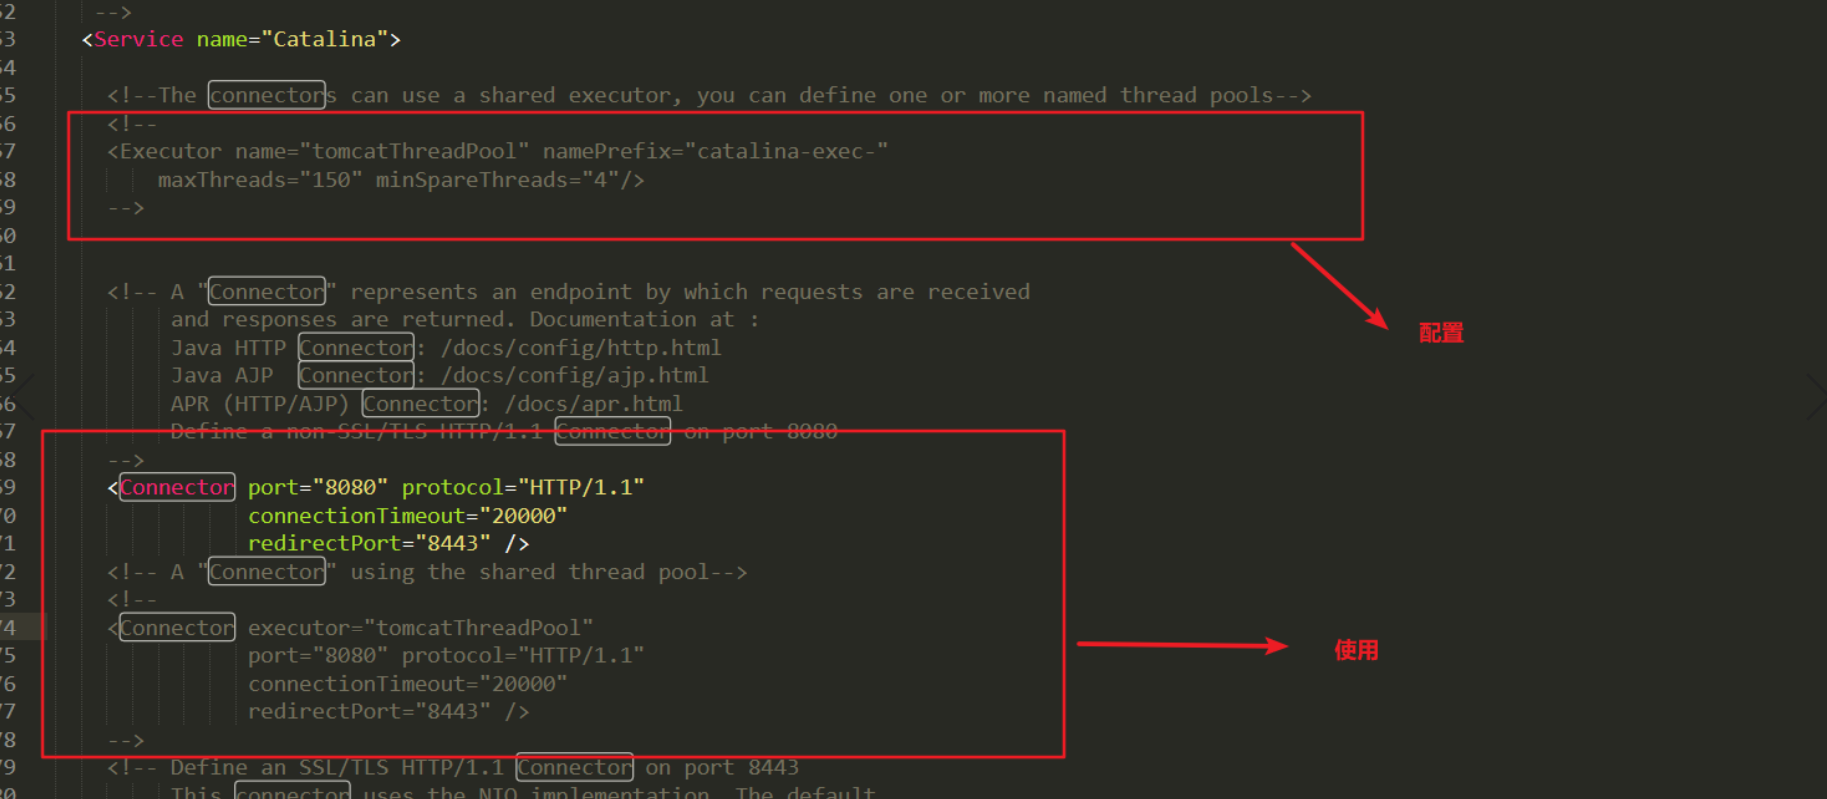 52 -->
53 <Service name="Catalina">
54
55 <!--The connectors can use a shared executor, you can define one or more named thread pools-->
56 <!--
57 <Executor name="tomcatThreadPool" namePrefix="catalina-exec-"
58 maxThreads="150" minSpareThreads="4"/>
59 -->
60
61
62 <!-- A "Connector" represents an endpoint by which requests are received
63 and responses are returned. Documentation at :
配置
64 Java HTTP Connector: /docs/config/http.html
65 Java AJP Connector: /docs/config/ajp.html
66 APR (HTTP/AJP) Connector: /docs/apr.html
67 Define a non-SSL/TLS HTTP/1.1 Connector on port 8080
68 -->
69 <Connector port="8080" protocol="HTTP/1.1"
70 connectionTimeout="20000"
71 redirectPort="8443" />
72 <!-- A "Connector" using the shared thread pool-->
73 <!--
74 <Connector executor="tomcatThreadPool"
75 port="8080" protocol="HTTP/1.1"
使用
76 connectionTimeout="20000"
77 redirectPort="8443" />
78 -->
79 <!-- Define an SSL/TLS HTTP/1.1 Connector on port 8443
80 This connector uses the NIO implementation. The default